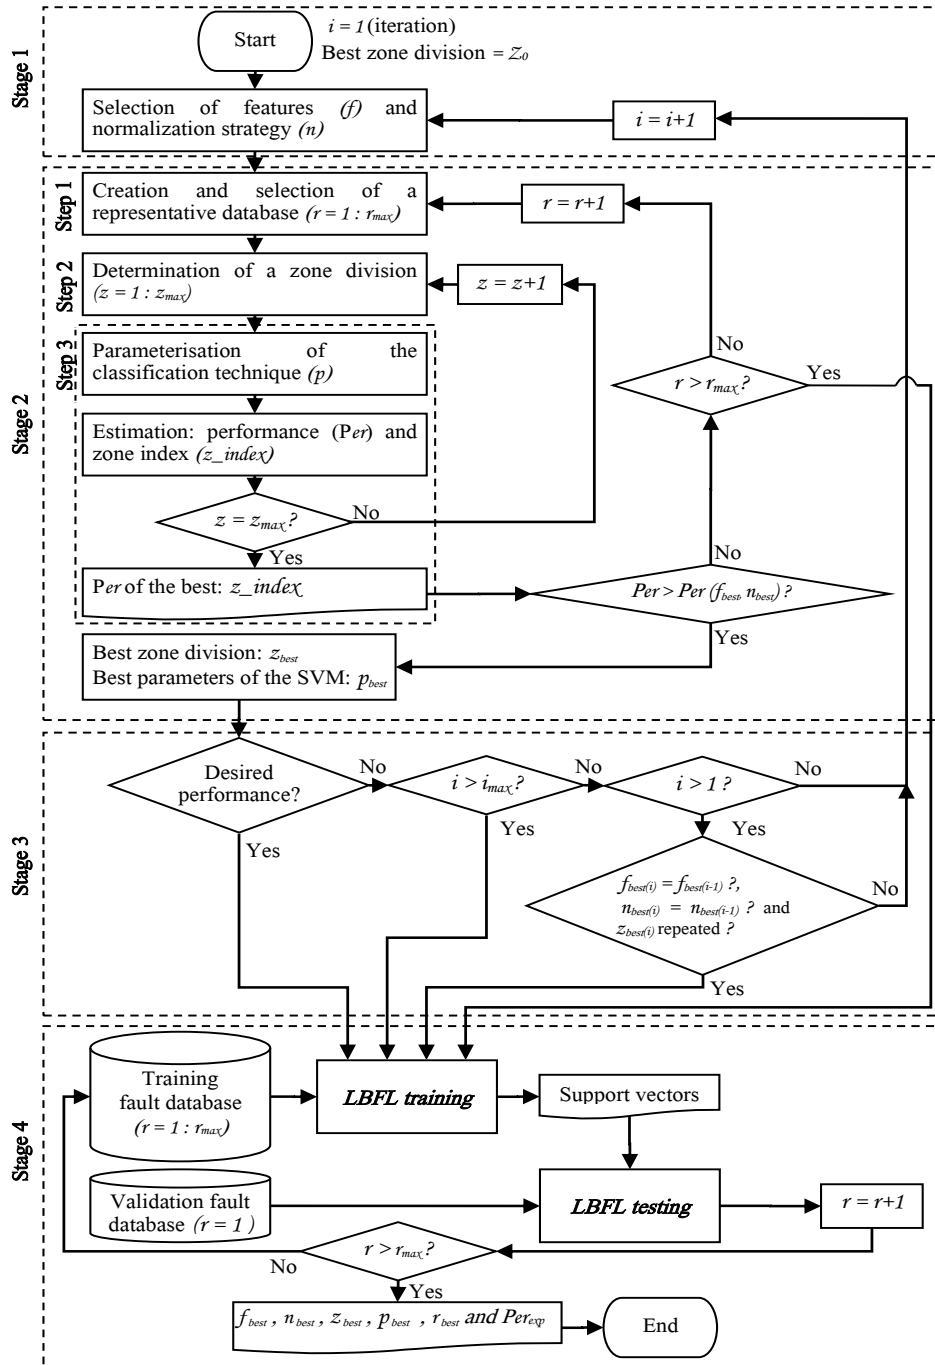 Stage 1
Start
i = 1 (iteration)
Best zone division = Z0
Selection of features (f) and
normalization strategy (n)
i = i+1
Stage 2
Step 1
Creation and selection of a
representative database (r = 1 : rmax)
r = r+1
Step 2
Determination of a zone division
(z = 1 : zmax)
z = z+1
Step 3
Parameterisation of the
classification technique (p)
No
r > rmax?
Yes
Estimation: performance (Per) and
zone index (z_index)
z = zmax?
No
Yes
No
Per of the best: z_index
Per > Per (fbest, nbest) ?
Yes
Best zone division: zbest
Best parameters of the SVM: pbest
Stage 3
Desired
performance?
No
i > imax?
No
i > 1 ?
No
Yes
Yes
Yes
fbest(i) = fbest(i-1) ?,
nbest(i) = nbest(i-1) ? and
zbest(i) repeated ?
No
Yes
Stage 4
Training
fault database
(r = 1 : rmax)
LBFL training
Support vectors
Validation fault
database (r = 1 )
LBFL testing
r = r+1
r > rmax?
No
Yes
fbest , nbest , zbest , pbest , rbest and Perexp
End